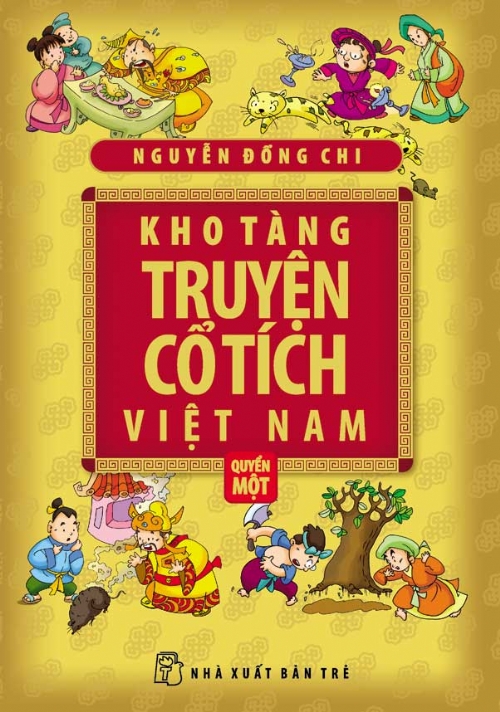 NGUYỄN ĐỔNG CHI
KHO TÀNG
TRUYỆN
CỔ TÍCH
VIỆT NAM
QUYỂN
MỘT
NHÀ XUẤT BẢN TRẺ